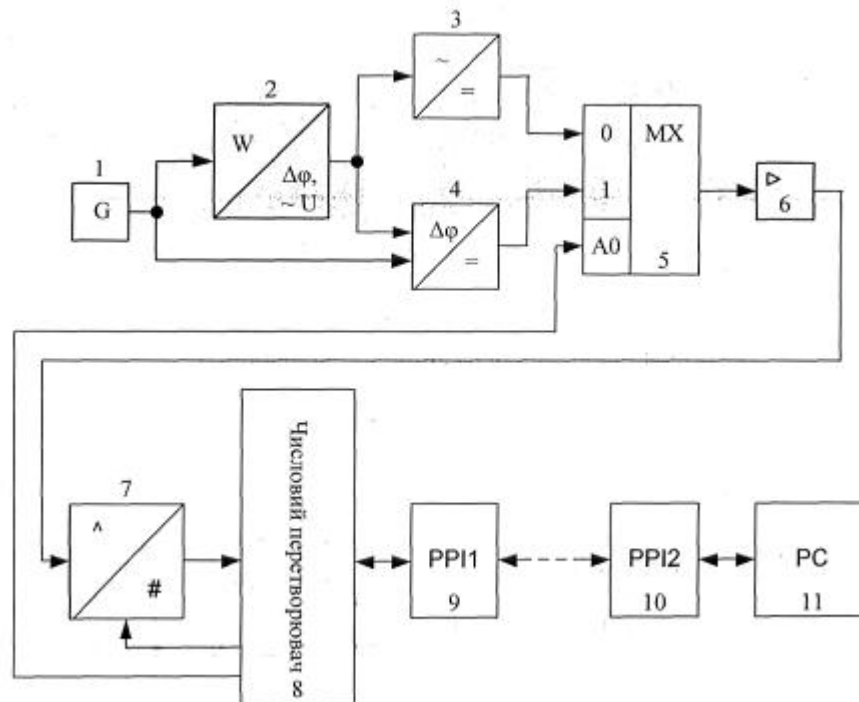 3
~
=
2
W
Δφ,
~ U
1
G
4
Δφ
=
0
MX
1
A0
5
▷
6
7
^
#
Числовий перетворювач 8
PPI1
9
PPI2
10
PC
11